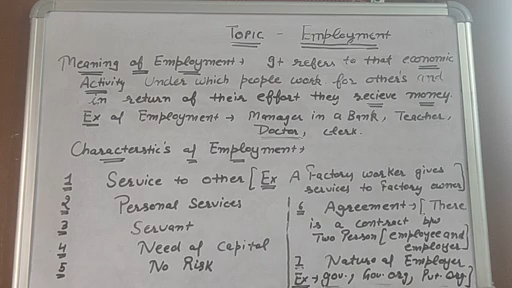 Topic - Employment
Meaning of Employment → It refers to that economic
Activity Under which people work for others and
in return of their effort they recieve money.
Ex of Employment → Manager in a Bank, Teacher,
Doctor, clerk.
Characterstic's of Employment →
1 Service to other [Ex A Factory worker gives
services to Factory owner]
2 Personal Services
3 Servant
4 Need of Capital
5 No Risk
6 Agreement → [There
is a contract b/w
Two Person [employee and
employer]
7 Nature of Employer
Ex → gov., Gov. org, Pvt. Org]